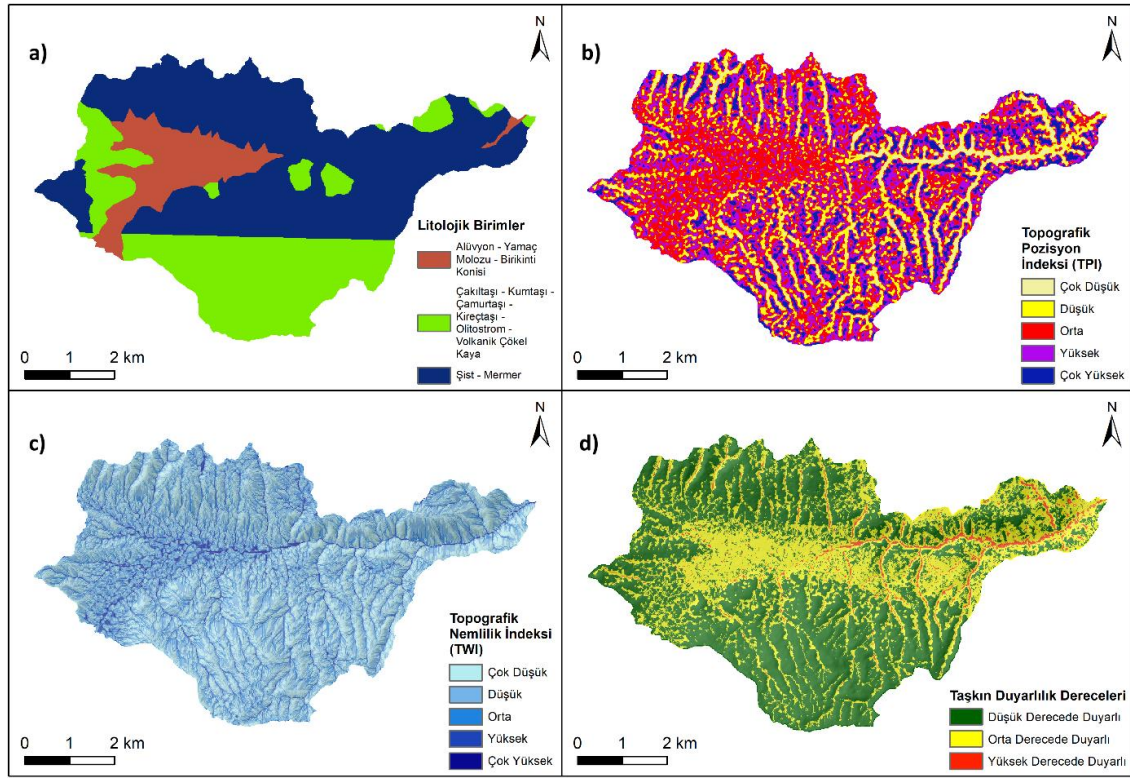 a)
N
Litolojik Birimler
Alüvyon - Yamaç
Molozu - Birikinti
Konisi
Çakıltaşı - Kumtaşı -
Çamurtaşı -
Kireçtaşı -
Olitostrom -
Volkanik Çökel
Kaya
Şist - Mermer
0 1 2 km
b)
N
Topografik
Pozisyon
İndeksi (TPI)
Çok Düşük
Düşük
Orta
Yüksek
Çok Yüksek
0 1 2 km
c)
N
Topografik
Nemlilik İndeksi
(TWI)
Çok Düşük
Düşük
Orta
Yüksek
Çok Yüksek
0 1 2 km
d)
N
Taşkın Duyarlılık Dereceleri
Düşük Derecede Duyarlı
Orta Derecede Duyarlı
Yüksek Derecede Duyarlı
0 1 2 km